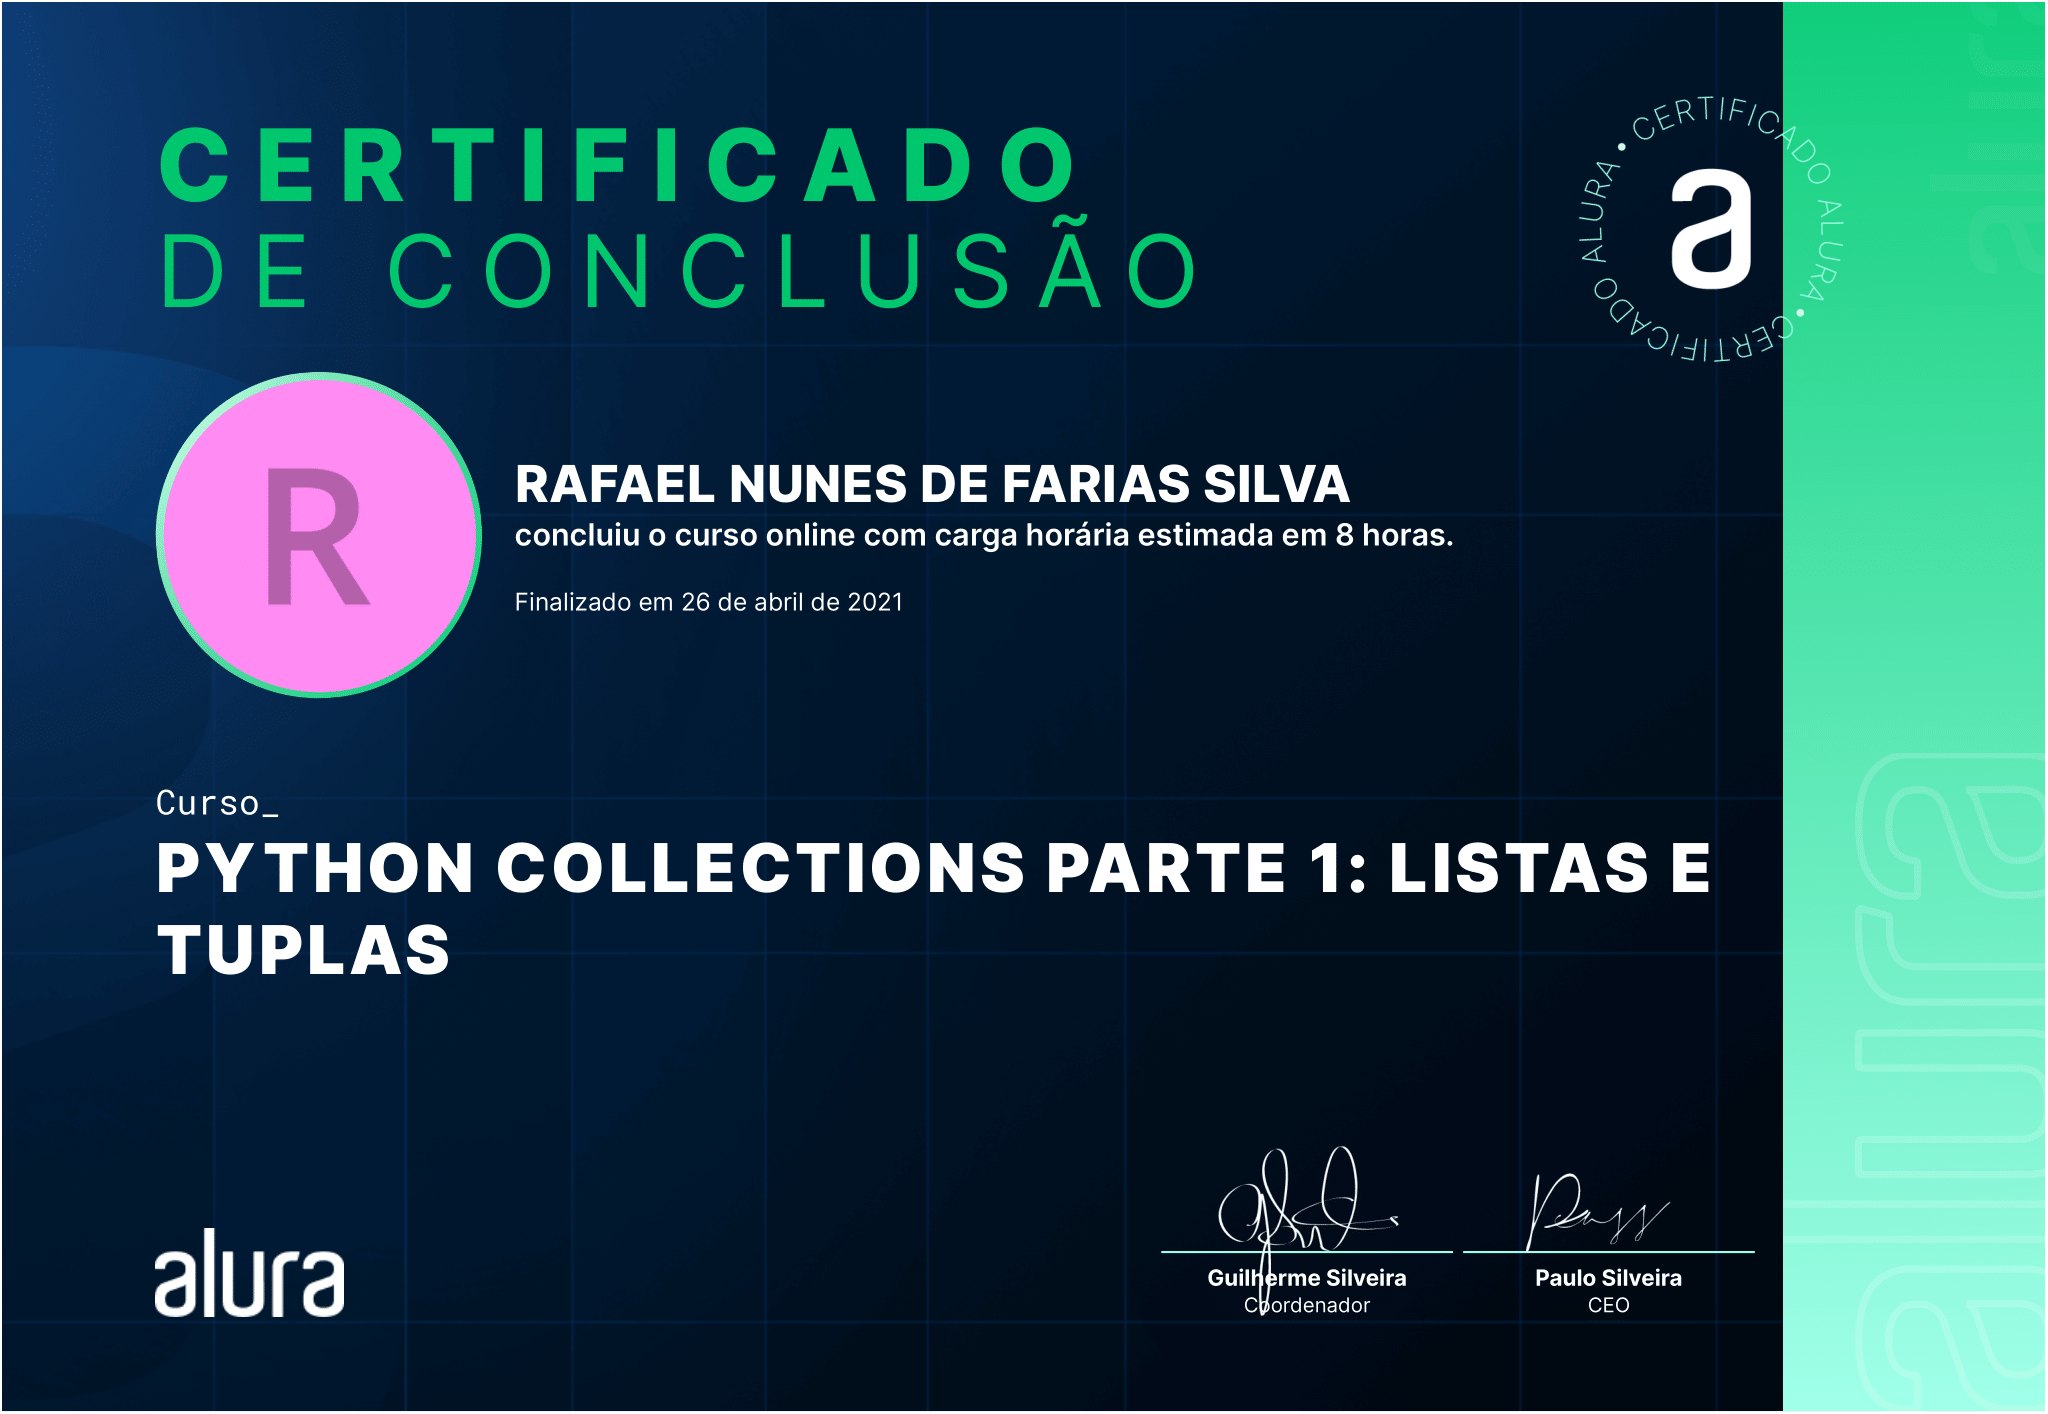 CERTIFICADO
DE CONCLUSÃO
CERTIFICADO ALURA • CERTIFICADO ALURA •
a
R
RAFAEL NUNES DE FARIAS SILVA
concluiu o curso online com carga horária estimada em 8 horas.
Finalizado em 26 de abril de 2021
Curso_
PYTHON COLLECTIONS PARTE 1: LISTAS E
TUPLAS
alura
Guilherme Silveira
Coordenador
Paulo Silveira
CEO
alura
alura